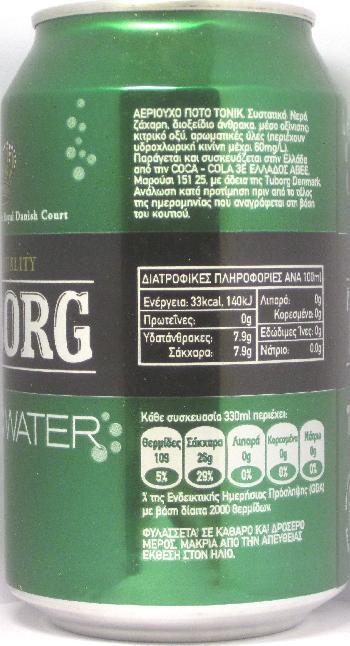 ΑΕΡΙΟΥΧΟ ΠΟΤΟ ΤΟΝΙΚ. Συστατικά: Νερό,
ζάχαρη, διοξείδιο άνθρακα, μέσο οξίνισης:
κιτρικό οξύ, αρωματικές ύλες (περιέχουν
υδροχλωρική κινίνη μέχρι 60mg/L).
Παράγεται και συσκευάζεται στην Ελλάδα
από την COCA - COLA 3Ε ΕΛΛΑΔΟΣ ΑΒΕΕ,
Μαρούσι 151 25, με άδεια της Tuborg Denmark.
Ανάλωση κατά προτίμηση πριν από το τέλος
της ημερομηνίας που αναγράφεται στη βάση
του κουτιού.
Royal Danish Court
ORG
WATER
ΔΙΑΤΡΟΦΙΚΕΣ ΠΛΗΡΟΦΟΡΙΕΣ ΑΝΑ 100ml
Ενέργεια: 33kcal, 140kJ
Πρωτεΐνες: 0g
Υδατάνθρακες: 7.9g
Σάκχαρα: 7.9g
Λιπαρά: 0g
Κορεσμένα: 0g
Εδώδιμες Ίνες: 0g
Νάτριο: 0.0g
Κάθε συσκευασία 330ml περιέχει:
Θερμίδες Σάκχαρα Λιπαρά Κορεσμένα Νάτριο
109 26g 0g 0g 0g
5% 29% 0% 0% 0%
% της Ενδεικτικής Ημερήσιας Πρόσληψης (GDA)
με βάση δίαιτα 2000 θερμίδων
ΦΥΛΑΣΣΕΤΑΙ ΣΕ ΚΑΘΑΡΟ ΚΑΙ ΔΡΟΣΕΡΟ
ΜΕΡΟΣ, ΜΑΚΡΙΑ ΑΠΟ ΤΗΝ ΑΠΕΥΘΕΙΑΣ
ΕΚΘΕΣΗ ΣΤΟΝ ΗΛΙΟ.